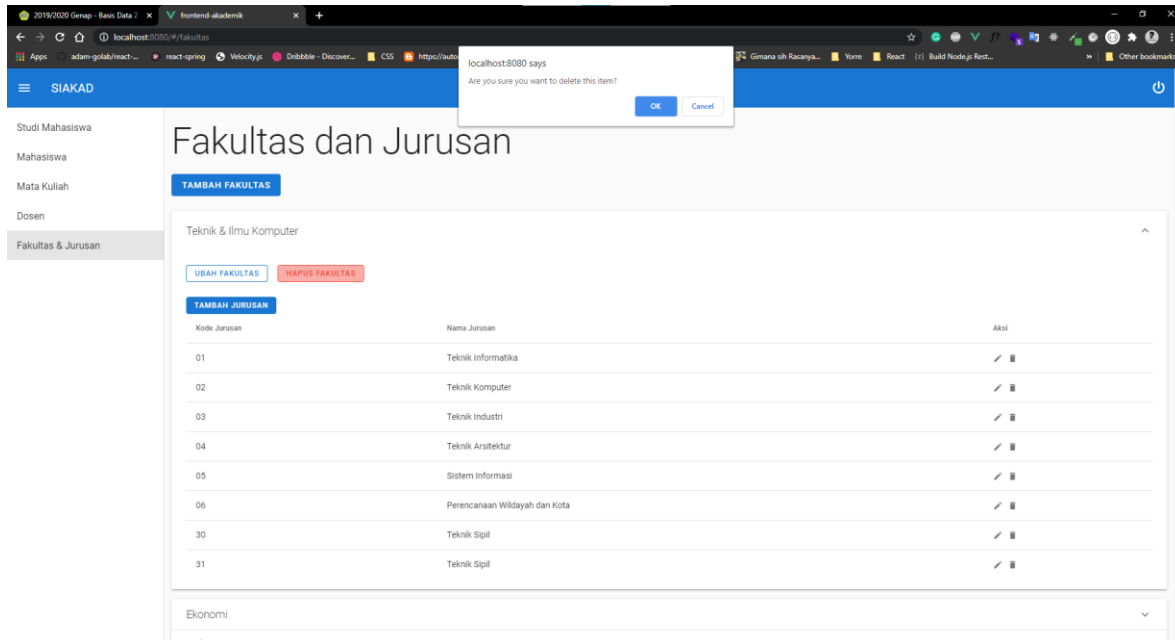 2019/2020 Genap - Basis Data 2
frontend-akademik
localhost:8080/#/fakultas
Apps
adam-golab/react-...
react-spring
Velocity.js
Dribbble - Discover...
CSS
https://auto
Gimana sih Rasanya...
Yorre
React
Build Node.js Rest...
Other bookmarks
localhost:8080 says
Are you sure you want to delete this item?
OK
Cancel
SIAKAD
Studi Mahasiswa
Mahasiswa
Mata Kuliah
Dosen
Fakultas & Jurusan
Fakultas dan Jurusan
TAMBAH FAKULTAS
Teknik & Ilmu Komputer
UBAH FAKULTAS
HAPUS FAKULTAS
TAMBAH JURUSAN
Kode Jurusan Nama Jurusan Aksi
01 Teknik Informatika
02 Teknik Komputer
03 Teknik Industri
04 Teknik Arsitektur
05 Sistem Informasi
06 Perencanaan Wildayah dan Kota
30 Teknik Sipil
31 Teknik Sipil
Ekonomi